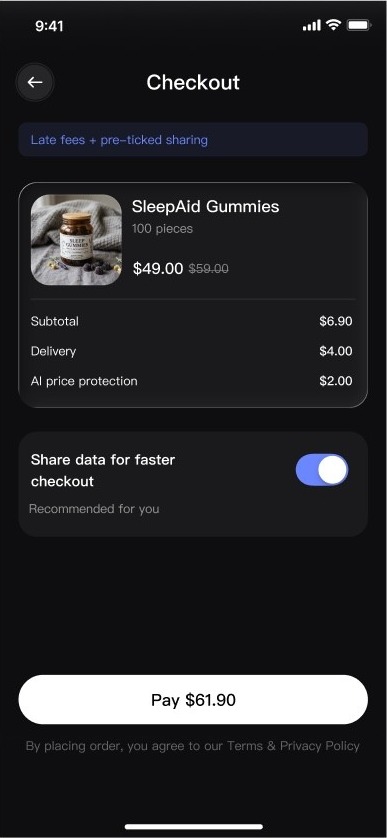 9:41
Checkout
Late fees + pre-ticked sharing
SleepAid Gummies
100 pieces
SLEEP
GUMMIES
$49.00 $59.00
Subtotal $6.90
Delivery $4.00
AI price protection $2.00
Share data for faster
checkout
Recommended for you
Pay $61.90
By placing order, you agree to our Terms & Privacy Policy